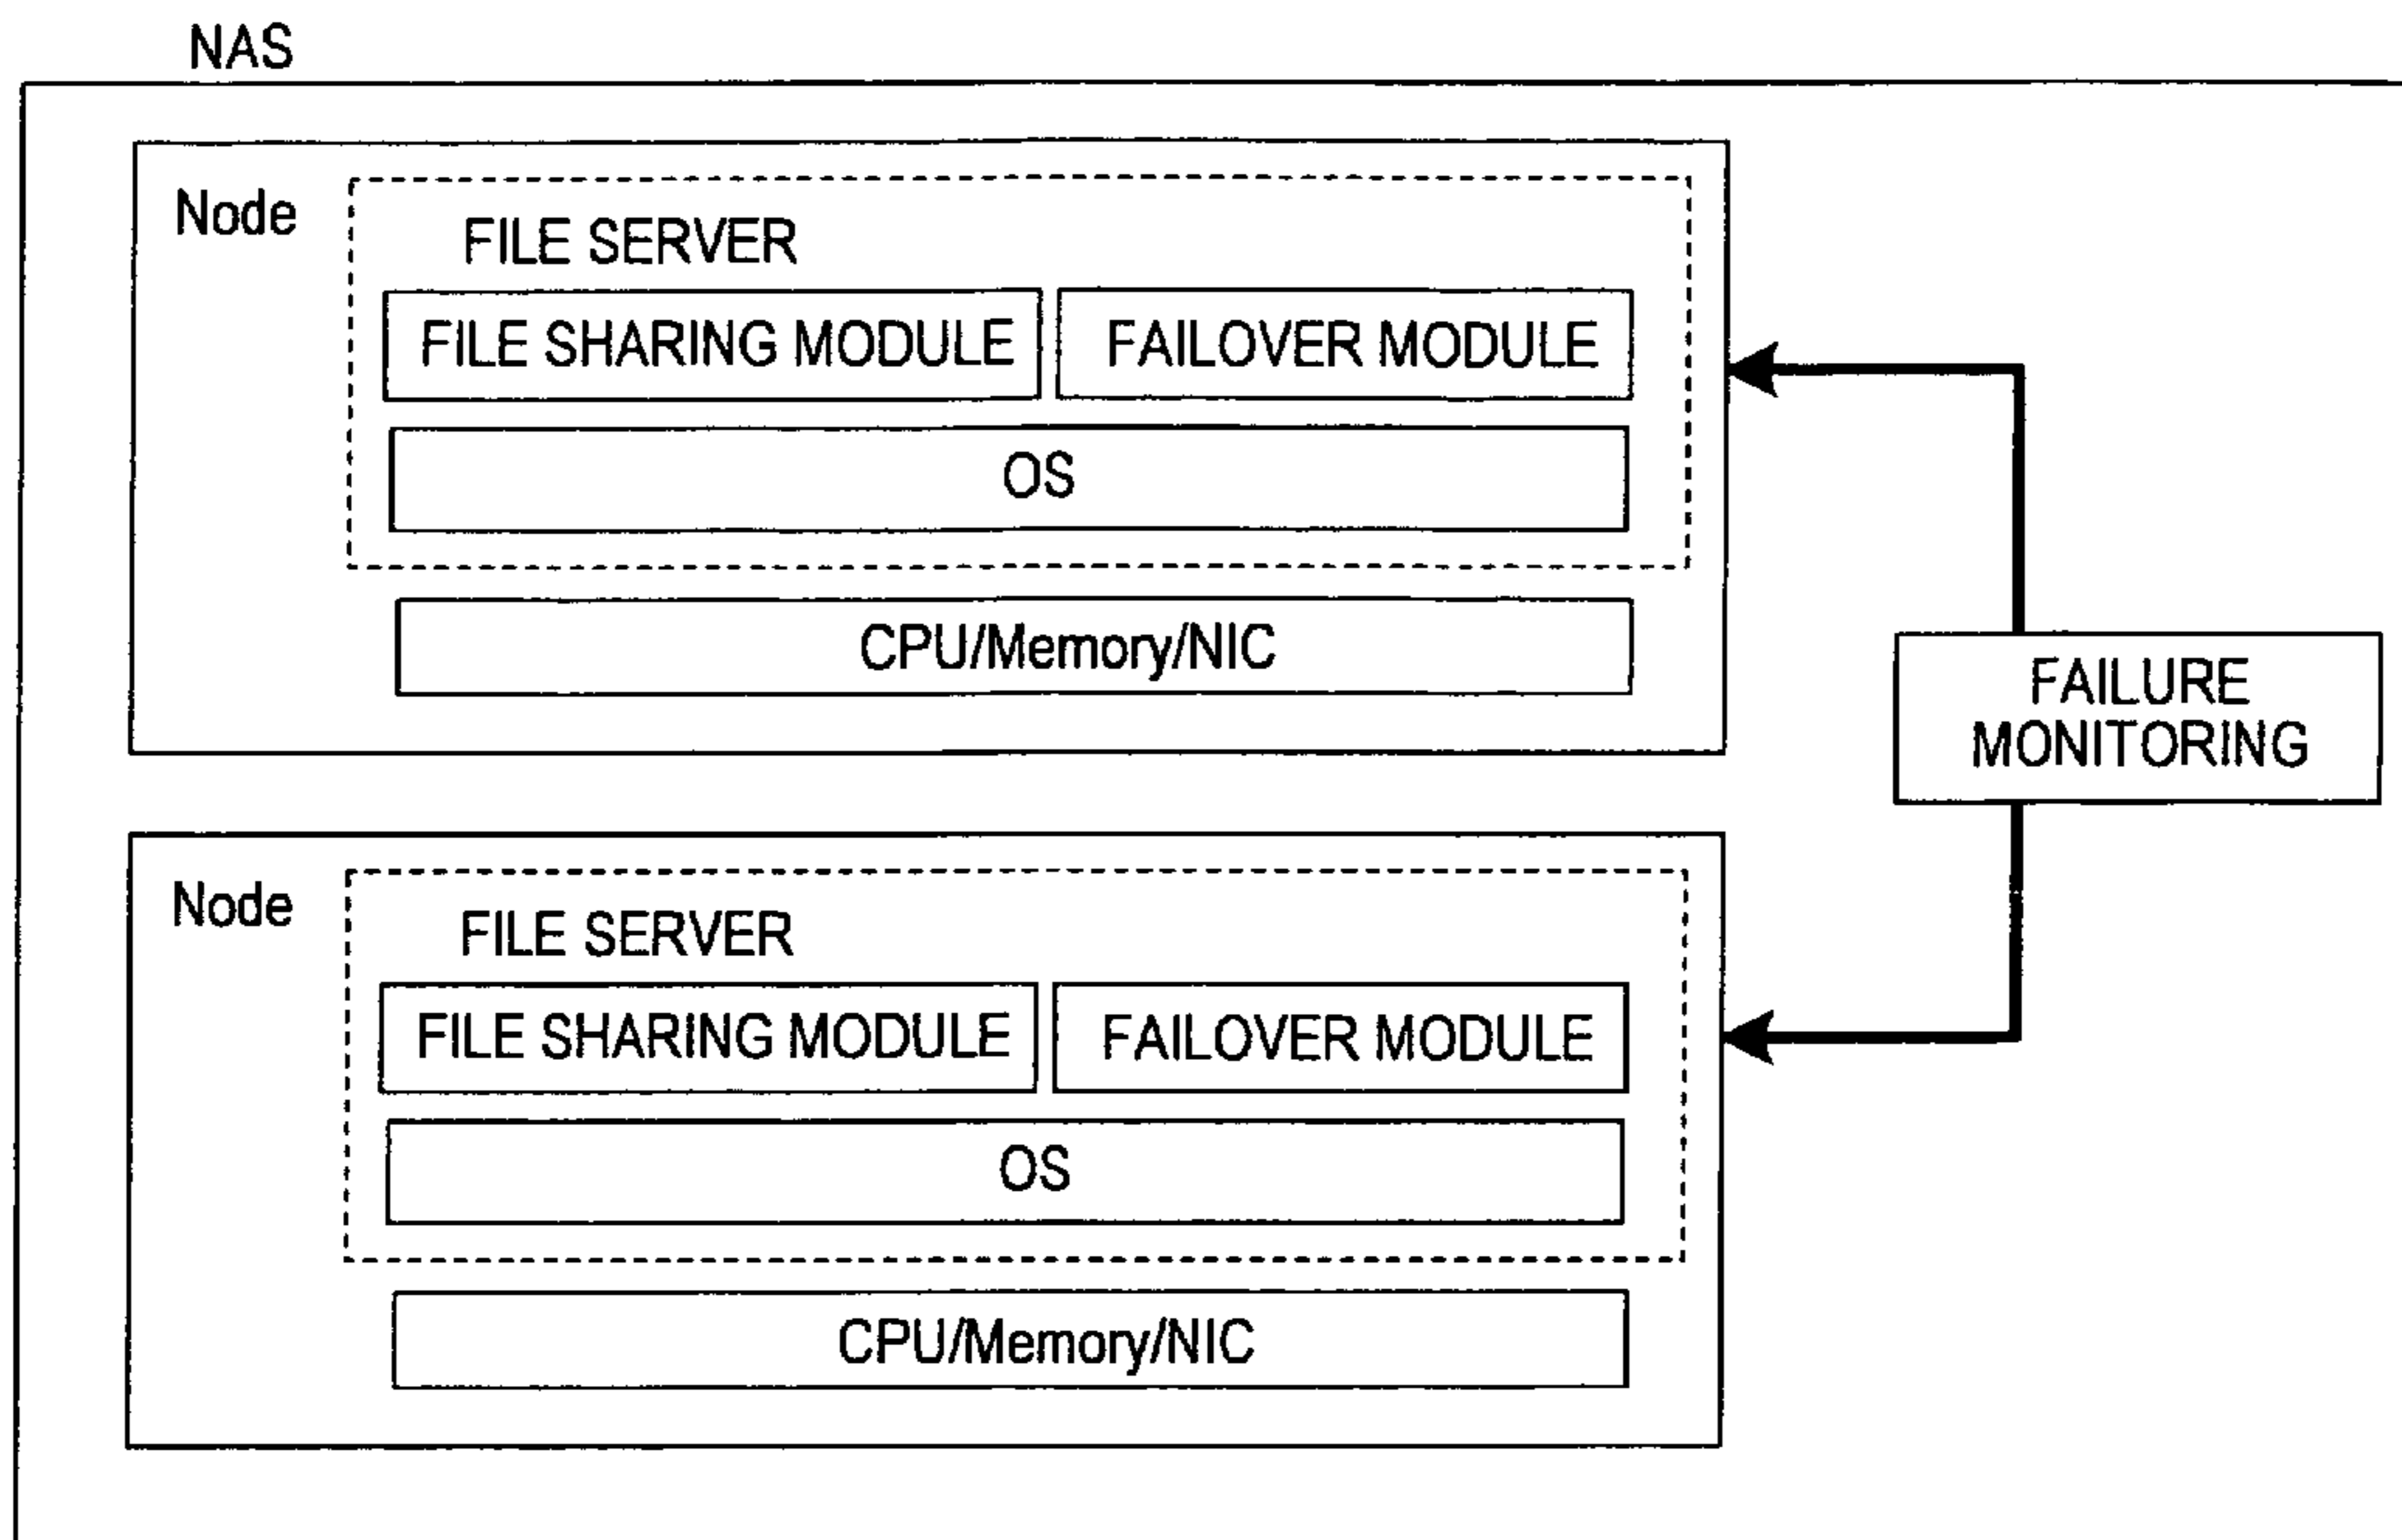 NAS
Node
FILE SERVER
FILE SHARING MODULE
FAILOVER MODULE
OS
CPU/Memory/NIC
FAILURE
MONITORING
Node
FILE SERVER
FILE SHARING MODULE
FAILOVER MODULE
OS
CPU/Memory/NIC